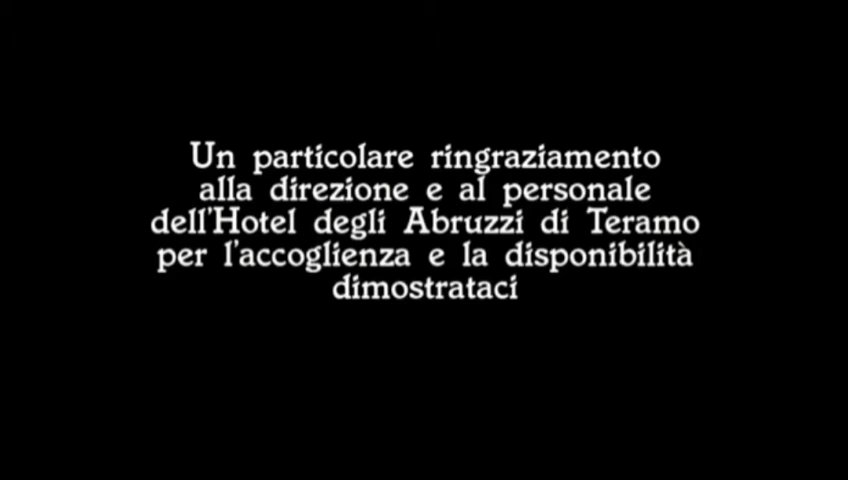 Un particolare ringraziamento
alla direzione e al personale
dell'Hotel degli Abruzzi di Teramo
per l'accoglienza e la disponibilità
dimostrataci